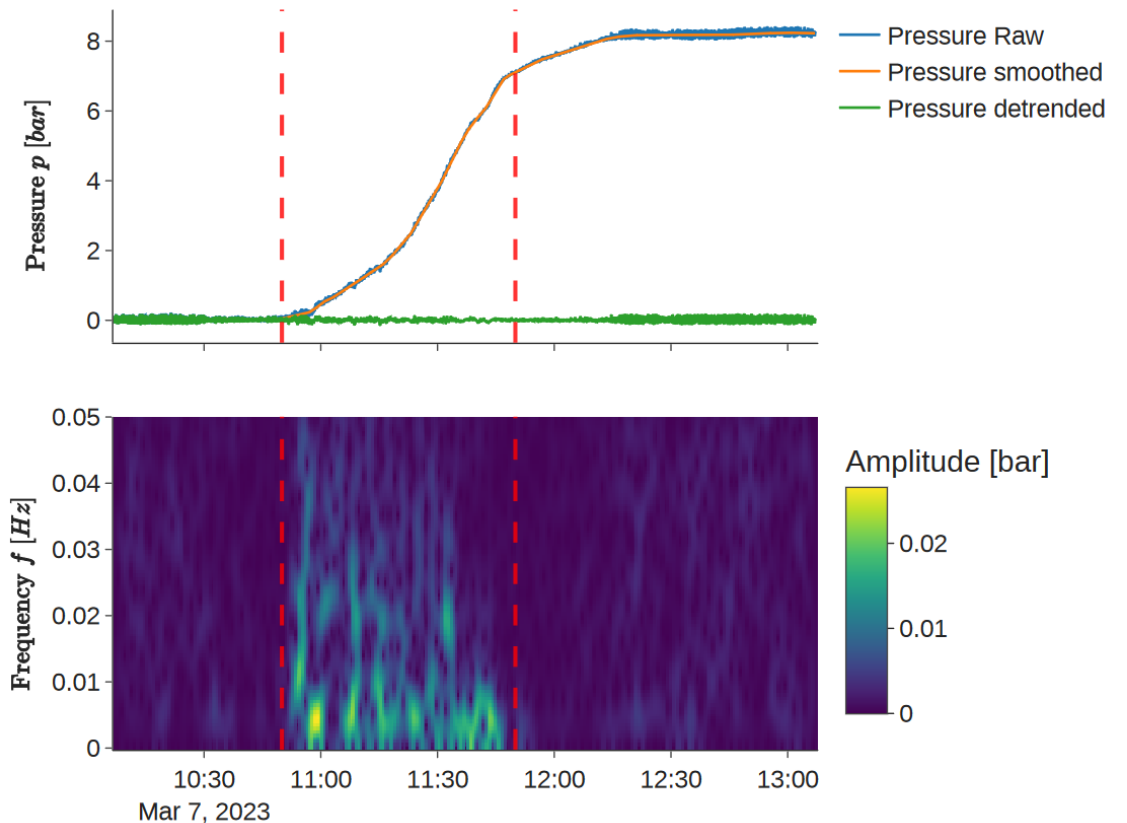 8
6
4
2
0
Pressure p [bar]
Pressure Raw
Pressure smoothed
Pressure detrended
0.05
0.04
0.03
0.02
0.01
0
Frequency f [Hz]
10:30
11:00
11:30
12:00
12:30
13:00
Mar 7, 2023
Amplitude [bar]
0.02
0.01
0